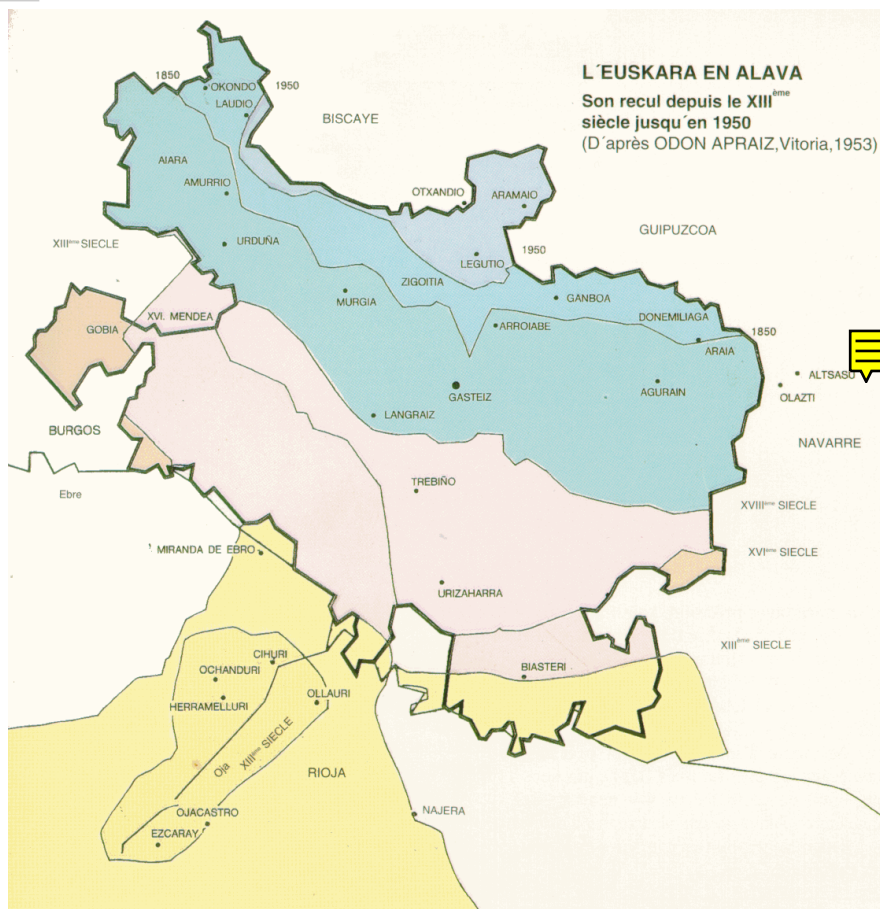 L´EUSKARA EN ALAVA
Son recul depuis le XIIIème
siècle jusqu´en 1950
(D´après ODON APRAIZ,Vitoria,1953)
1850
OKONDO
1950
LAUDIO
BISCAYE
AIARA
AMURRIO
OTXANDIO
ARAMAIO
GUIPUZCOA
XIIIème SIECLE
URDUÑA
1950
LEGUTIO
ZIGOITIA
MURGIA
GANBOA
XVI. MENDEA
DONEMILIAGA
GOBIA
ARROIABE
1850
ARAIA
ALTSASU
AGURAIN
OLAZTI
GASTEIZ
LANGRAIZ
BURGOS
NAVARRE
TREBIÑO
Ebre
XVIIIème SIECLE
MIRANDA DE EBRO
XVIème SIECLE
URIZAHARRA
XIIIème SIECLE
CIHURI
OCHANDURI
BIASTERI
HERRAMELLURI
OLLAURI
XIIIème SIECLE
Oja
RIOJA
OJACASTRO
NAJERA
EZCARAY